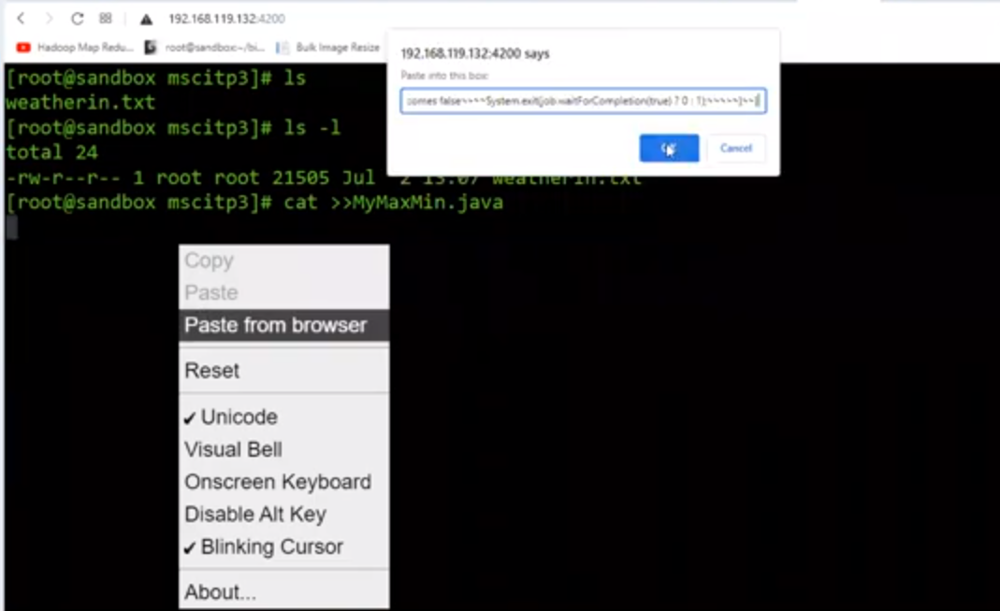 192.168.119.132:4200
Hadoop Map Redu... root@sandbox:~/bi... Bulk Image Resize
192.168.119.132:4200 says
Paste into this box:
comes false~~~~System.exit(job.waitForCompletion(true) ? 0 : 1);~~~~~}~~}
OK Cancel
[root@sandbox mscitp3]# ls
weatherin.txt
[root@sandbox mscitp3]# ls -l
total 24
-rw-r--r-- 1 root root 21505 Jul 2 13:07 weatherin.txt
[root@sandbox mscitp3]# cat >>MyMaxMin.java
Copy
Paste
Paste from browser
Reset
✔ Unicode
Visual Bell
Onscreen Keyboard
Disable Alt Key
✔ Blinking Cursor
About...